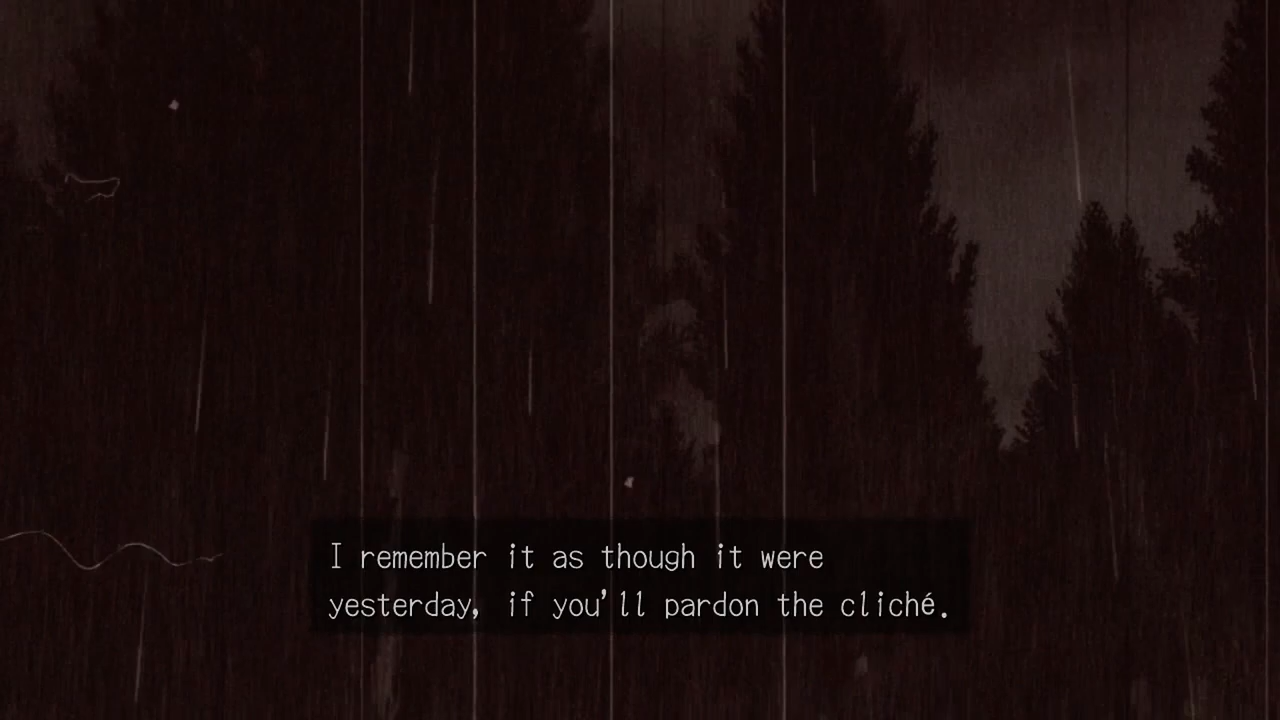 I remember it as though it were
yesterday, if you'll pardon the cliché.